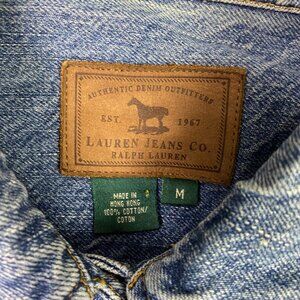 AUTHENTIC DENIM OUTFITTERS
EST. 1967
LAUREN JEANS CO.
RALPH LAUREN
MADE IN
HONG KONG
100% COTTON/
COTON
M